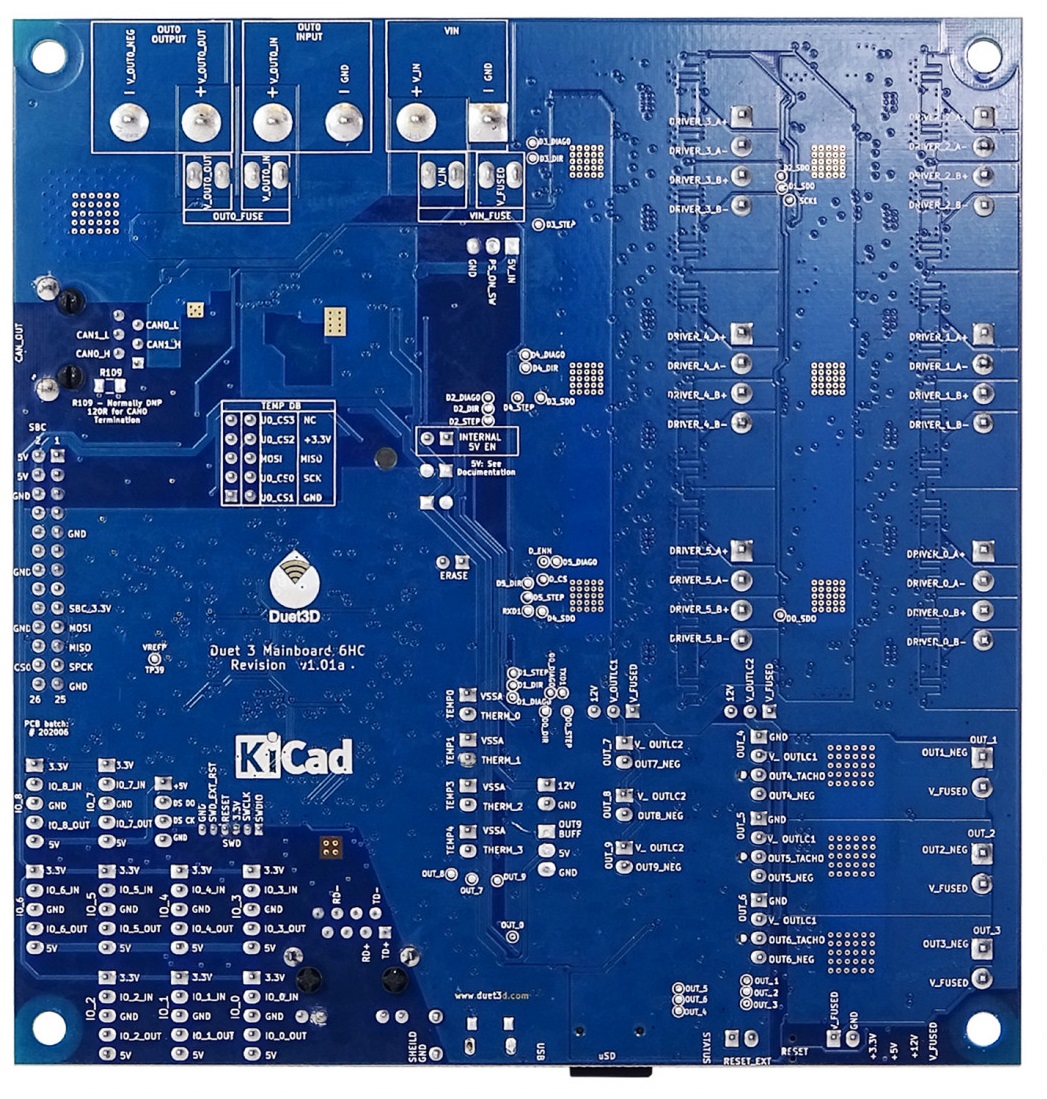 OUT0
OUTPUT
OUT0
INPUT
VIN
− V_OUT0_NEG
+ V_OUT0_OUT
+ V_OUT0_IN
− GND
+ V_IN
− GND
V_OUT0_OUT
V_OUT0_IN
OUT0_FUSE
V_IN
V_FUSED
VIN_FUSE
D3_DIAG0
D3_DIR
D3_STEP
GND
PS_ON_5V
5V_IN
DRIVER_3_A+
DRIVER_3_A-
DRIVER_3_B+
DRIVER_3_B-
D2_SDO
D1_SDO
SCK1
DRIVER_2_A-
DRIVER_2_B+
DRIVER_2_B-
CAN_OUT
CAN0_L
CAN1_L
CAN1_H
CAN0_H
R109
R109 - Normally DNP
120R for CAN0
Termination
D4_DIAG0
D4_DIR
D2_DIAG0
D2_DIR
D2_STEP
D4_STEP
D3_SDO
DRIVER_4_A+
DRIVER_4_A-
DRIVER_4_B+
DRIVER_4_B-
DRIVER_1_A+
DRIVER_1_A-
DRIVER_1_B+
DRIVER_1_B-
TEMP DB
U0_CS3 NC
U0_CS2 +3.3V
MOSI MISO
U0_CS0 SCK
U0_CS1 GND
INTERNAL
5V EN
5V: See
Documentation
SBC
2 1
5V
5V
GND
GND
GND
SBC_3.3V
GND
MOSI
MISO
CS0
SPCK
GND
26 25
ERASE
D_ENN
D5_DIAG0
D5_DIR
D_CS
D5_STEP
RXD1
D4_SDO
DRIVER_5_A+
DRIVER_5_A-
DRIVER_5_B+
DRIVER_5_B-
D0_SDO
DRIVER_0_A+
DRIVER_0_A-
DRIVER_0_B+
DRIVER_0_B-
Duet3D
Duet 3 Mainboard 6HC
Revision v1.01a
VREFP
TP39
PCB batch:
# 202006
KiCad
D1_STEP
D1_DIR
D1_DIAG0
D0_DIAG0
TXD1
D0_DIR
D0_STEP
12V
V_OUTLC1
V_FUSED
12V
V_OUTLC2
V_FUSED
TEMP0
VSSA
THERM_0
TEMP1
VSSA
THERM_1
TEMP3
VSSA
THERM_2
TEMP4
VSSA
THERM_3
12V
GND
OUT9
BUFF
5V
GND
OUT_7
V_OUTLC2
OUT7_NEG
OUT_8
V_OUTLC2
OUT8_NEG
OUT_9
V_OUTLC2
OUT9_NEG
OUT_4
GND
V_OUTLC1
OUT4_TACHO
OUT4_NEG
OUT_5
GND
V_OUTLC1
OUT5_TACHO
OUT5_NEG
OUT_6
GND
V_OUTLC1
OUT6_TACHO
OUT6_NEG
OUT_1
OUT1_NEG
V_FUSED
OUT_2
OUT2_NEG
V_FUSED
OUT_3
OUT3_NEG
V_FUSED
IO_8
3.3V
IO_8_IN
GND
IO_8_OUT
5V
IO_7
3.3V
IO_7_IN
GND
IO_7_OUT
5V
+5V
DS DO
DS CK
GND
GND
SWD_EXT_RST
RESET
3.3V
SWCLK
SWDIO
SWD
OUT_8
OUT_7
OUT_9
OUT_0
IO_6
3.3V
IO_6_IN
GND
IO_6_OUT
5V
IO_5
3.3V
IO_5_IN
GND
IO_5_OUT
5V
IO_4
3.3V
IO_4_IN
GND
IO_4_OUT
5V
IO_3
3.3V
IO_3_IN
GND
IO_3_OUT
5V
RD-
TD-
RD+
TD+
IO_2
3.3V
IO_2_IN
GND
IO_2_OUT
5V
IO_1
3.3V
IO_1_IN
GND
IO_1_OUT
5V
IO_0
3.3V
IO_0_IN
GND
IO_0_OUT
5V
SHEILD
GND
www.duet3d.com
USB
uSD
OUT_5
OUT_6
OUT_4
OUT_1
OUT_2
OUT_3
STATUS
RESET_EXT
RESET
V_FUSED
GND
+3.3V
+5V
+12V
V_FUSED